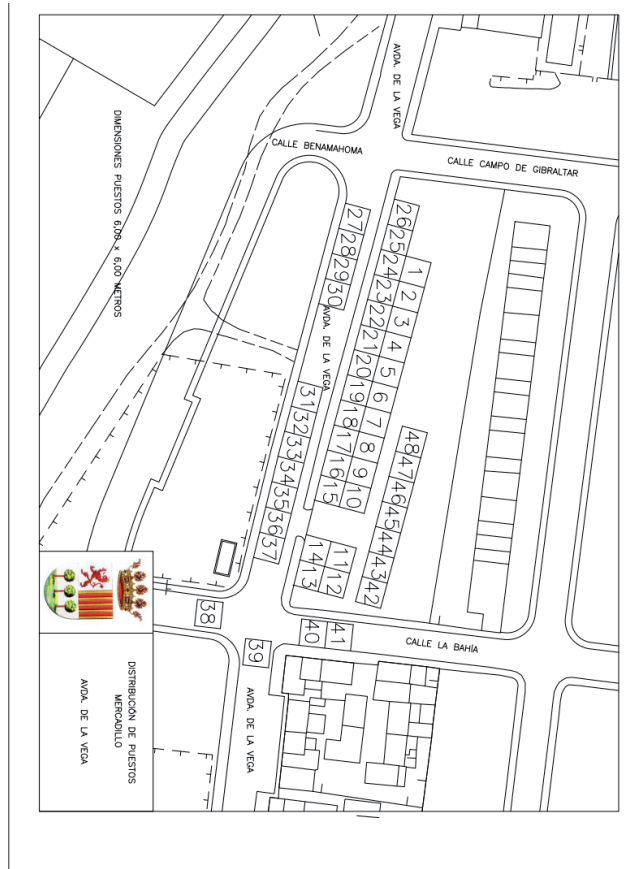 AVDA. DE LA VEGA
CALLE BENAMAHOMA
CALLE CAMPO DE GIBRALTAR
DIMENSIONES PUESTOS 6,00 x 6,00 METROS
27 28 29 30
26 25 24 23 22 21 20 19 18 17 16 15
1 2 3 4 5 6 7 8 9 10
AVDA. DE LA VEGA
31 32 33 34 35 36 37
48 47 46 45 44 43 42
14 13
11 12
38
39
40
41
CALLE LA BAHÍA
AVDA. DE LA VEGA
DISTRIBUCIÓN DE PUESTOS
MERCADILLO
AVDA. DE LA VEGA